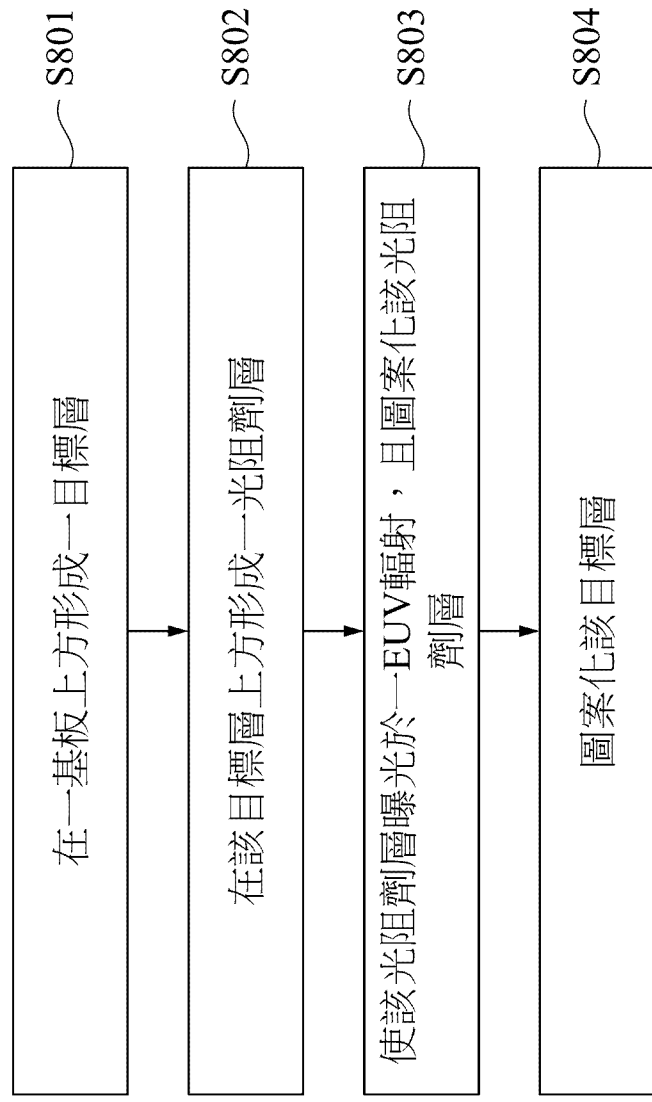 在一基板上方形成一目標層
S801
在該目標層上方形成一光阻劑層
S802
使該光阻劑層曝光於一EUV輻射，且圖案化該光阻
劑層
S803
圖案化該目標層
S804